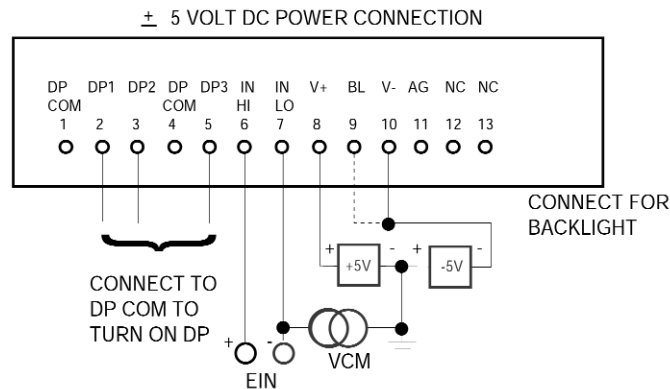 ± 5 VOLT DC POWER CONNECTION
DP COM DP1 DP2 DP COM DP3 IN HI IN LO V+ BL V- AG NC NC
1 2 3 4 5 6 7 8 9 10 11 12 13
CONNECT FOR
BACKLIGHT
+ +5V - + -5V -
CONNECT TO
DP COM TO
TURN ON DP
+ -
VCM
EIN